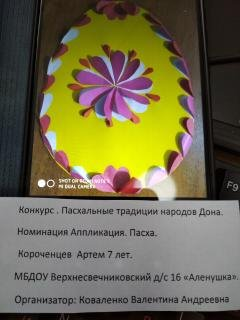 SHOT ON REDMI NOTE 7
MI DUAL CAMERA
F9
Конкурс . Пасхальные традиции народов Дона.
Номинация Аппликация. Пасха.
Короченцев Артем 7 лет.
МБДОУ Верхнесвечниковский д/с 16 «Аленушка».
Организатор: Коваленко Валентина Андреевна